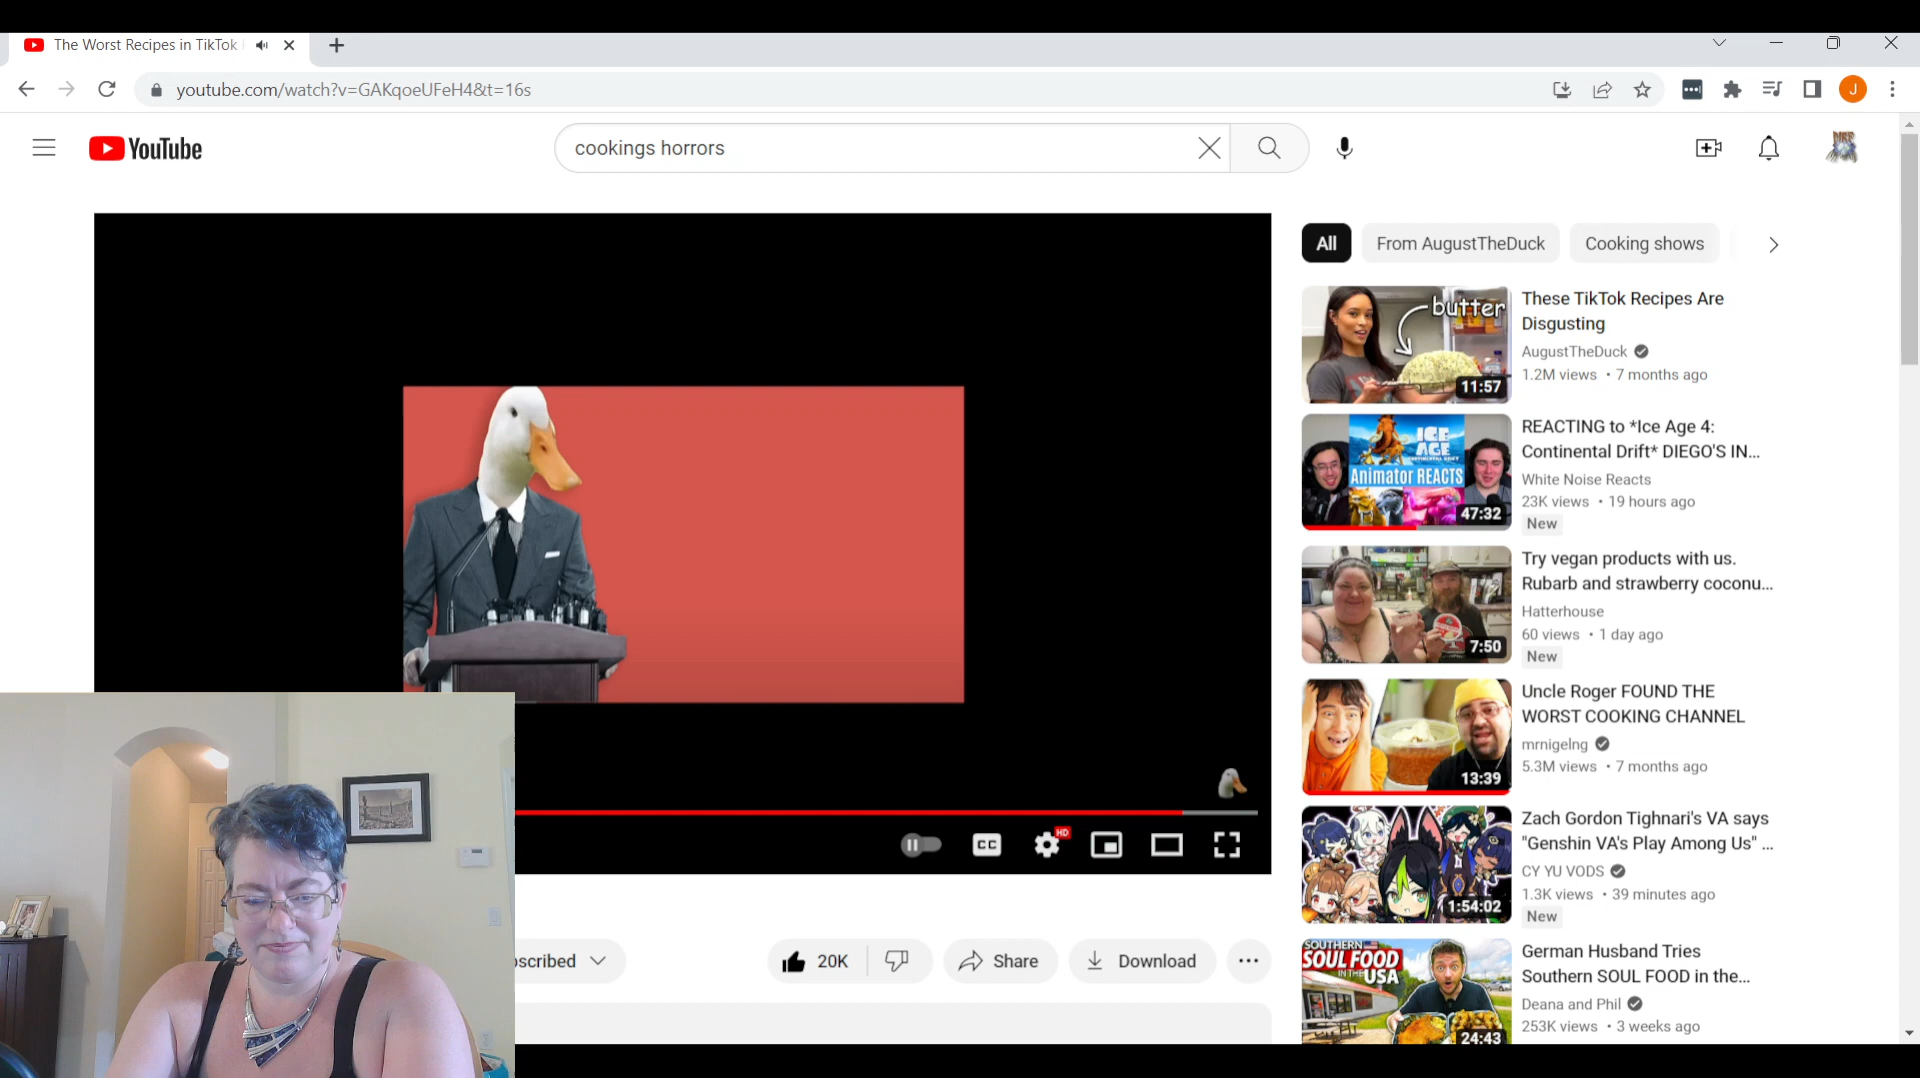 The Worst Recipes in TikTok
youtube.com/watch?v=GAKqoeUFeH4&t=16s
J
YouTube
cookings horrors
All
From AugustTheDuck
Cooking shows
butter
11:57
These TikTok Recipes Are
Disgusting
AugustTheDuck
1.2M views • 7 months ago
ICE
AGE
CONTINENTAL DRIFT
Animator REACTS
47:32
REACTING to *Ice Age 4:
Continental Drift* DIEGO'S IN...
White Noise Reacts
23K views • 19 hours ago
New
7:50
Try vegan products with us.
Rubarb and strawberry coconu...
Hatterhouse
60 views • 1 day ago
New
13:39
Uncle Roger FOUND THE
WORST COOKING CHANNEL
mrnigelng
5.3M views • 7 months ago
1:54:02
Zach Gordon Tighnari's VA says
"Genshin VA's Play Among Us" ...
CY YU VODS
1.3K views • 39 minutes ago
New
SOUTHERN
SOUL FOOD
IN THE USA
24:43
German Husband Tries
Southern SOUL FOOD in the...
Deana and Phil
253K views • 3 weeks ago
CC
HD
scribed
20K
Share
Download